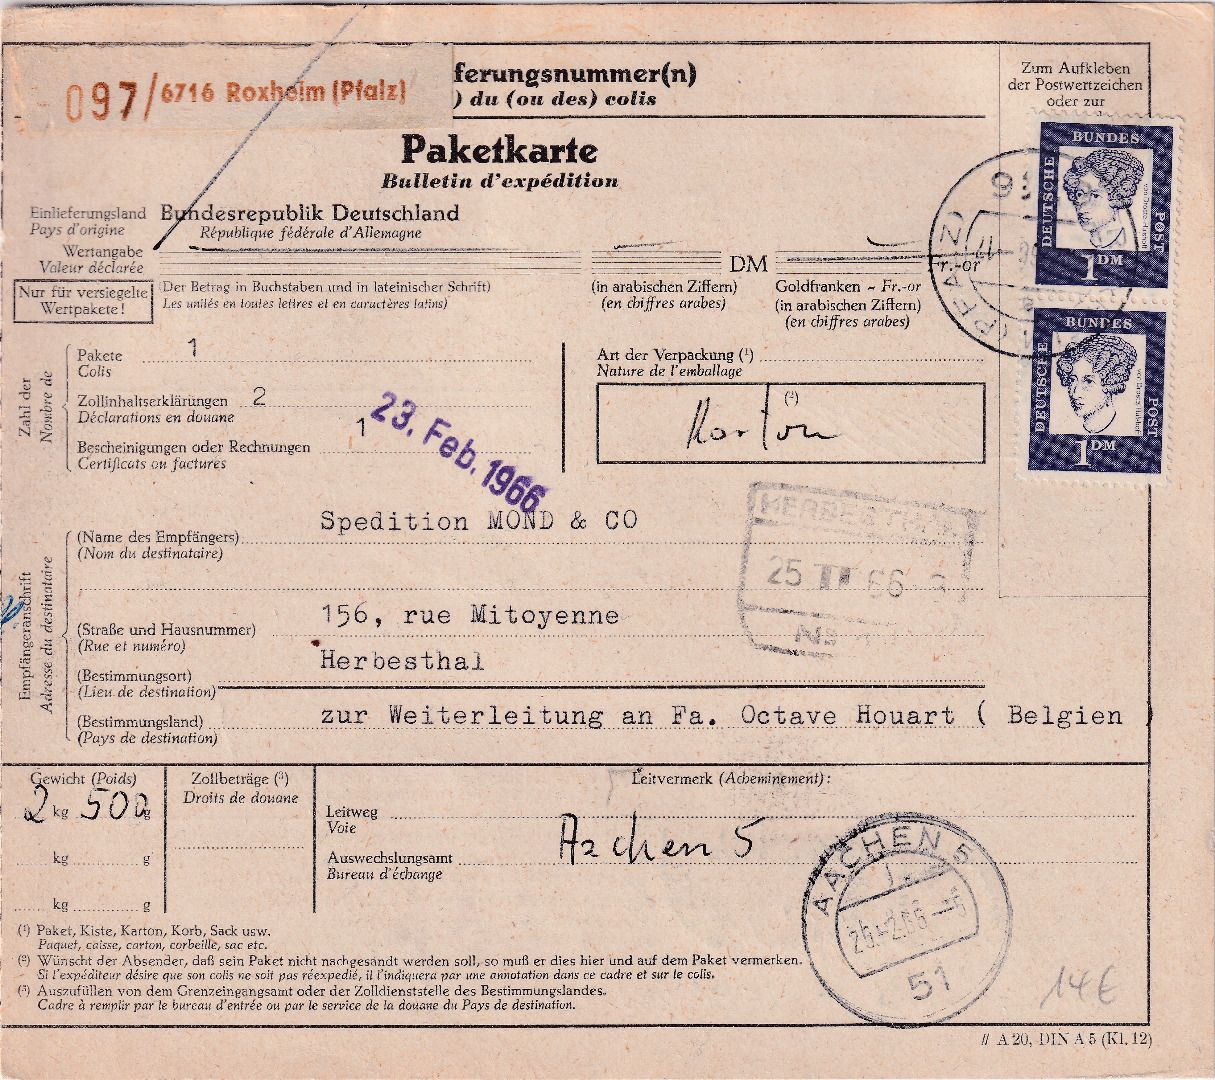 ferungsnummer(n)
) du (ou des) colis
097/6716 Roxheim (Pfalz)
Zum Aufkleben
der Postwertzeichen
oder zur
Paketkarte
Bulletin d'expédition
DEUTSCHE BUNDES POST
1 DM
DEUTSCHE BUNDES POST
1 DM
Einlieferungsland Bundesrepublik Deutschland
Pays d'origine République fédérale d'Allemagne
Wertangabe
Valeur déclarée
DM
Fr.-or
Nur für versiegelte
Wertpakete!
(Der Betrag in Buchstaben und in lateinischer Schrift)
Les unités en toutes lettres et en caractères latins)
(in arabischen Ziffern)
(en chiffres arabes)
Goldfranken - Fr.-or
(in arabischen Ziffern)
(en chiffres arabes)
(PFALZ)
Zahl der
Nombre de
Pakete 1
Colis
Zollinhaltserklärungen 2
Déclarations en douane
Bescheinigungen oder Rechnungen 1
Certificats ou factures
23. Feb. 1966
Art der Verpackung (¹)
Nature de l'emballage
(²)
Karton
Empfängeranschrift
Adresse du destinataire
(Name des Empfängers) Spedition MOND & CO
(Nom du destinataire)
HERBESTHAL
25 II 66
(Straße und Hausnummer) 156, rue Mitoyenne
(Rue et numéro)
(Bestimmungsort) Herbesthal
(Lieu de destination)
(Bestimmungsland) zur Weiterleitung an Fa. Octave Houart ( Belgien )
(Pays de destination)
Gewicht (Poids)
2 kg 500 g
kg g
kg g
Zollbeträge (³)
Droits de douane
Leitvermerk (Acheminement):
Leitweg
Voie
Auswechslungsamt Aachen 5
Bureau d'échange
AACHEN 5
25.-2.66-6
51
(¹) Paket, Kiste, Karton, Korb, Sack usw.
Paquet, caisse, carton, corbeille, sac etc.
(²) Wünscht der Absender, daß sein Paket nicht nachgesandt werden soll, so muß er dies hier und auf dem Paket vermerken.
Si l'expéditeur désire que son colis ne soit pas réexpedié, il l'indiquera par une annotation dans ce cadre et sur le colis.
(³) Auszufüllen von dem Grenzeingangsamt oder der Zolldienststelle des Bestimmungslandes.
Cadre à remplir par le bureau d'entrée ou par le service de la douane du Pays de destination.
14€
// A 20, DIN A 5 (Kl. 12)